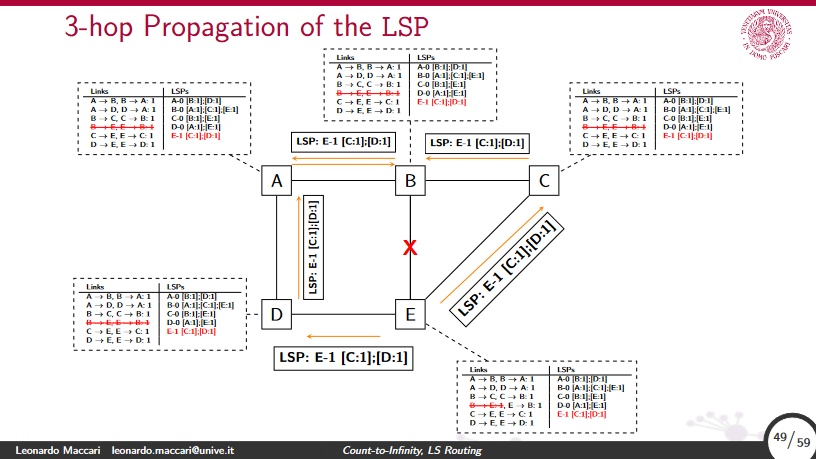 3-hop Propagation of the LSP
Links LSPs
A → B, B → A: 1 A-0 [B:1];[D:1]
A → D, D → A: 1 B-0 [A:1];[C:1];[E:1]
B → C, C → B: 1 C-0 [B:1];[E:1]
B → E, E → B: 1 D-0 [A:1];[E:1]
C → E, E → C: 1 E-1 [C:1];[D:1]
D → E, E → D: 1
Links LSPs
A → B, B → A: 1 A-0 [B:1];[D:1]
A → D, D → A: 1 B-0 [A:1];[C:1];[E:1]
B → C, C → B: 1 C-0 [B:1];[E:1]
B → E, E → B: 1 D-0 [A:1];[E:1]
C → E, E → C: 1 E-1 [C:1];[D:1]
D → E, E → D: 1
Links LSPs
A → B, B → A: 1 A-0 [B:1];[D:1]
A → D, D → A: 1 B-0 [A:1];[C:1];[E:1]
B → C, C → B: 1 C-0 [B:1];[E:1]
B → E, E → B: 1 D-0 [A:1];[E:1]
C → E, E → C: 1 E-1 [C:1];[D:1]
D → E, E → D: 1
LSP: E-1 [C:1];[D:1]
LSP: E-1 [C:1];[D:1]
A
B
C
LSP: E-1 [C:1];[D:1]
X
LSP: E-1 [C:1];[D:1]
Links LSPs
A → B, B → A: 1 A-0 [B:1];[D:1]
A → D, D → A: 1 B-0 [A:1];[C:1];[E:1]
B → C, C → B: 1 C-0 [B:1];[E:1]
B → E, E → B: 1 D-0 [A:1];[E:1]
C → E, E → C: 1 E-1 [C:1];[D:1]
D → E, E → D: 1
D
E
LSP: E-1 [C:1];[D:1]
Links LSPs
A → B, B → A: 1 A-0 [B:1];[D:1]
A → D, D → A: 1 B-0 [A:1];[C:1];[E:1]
B → C, C → B: 1 C-0 [B:1];[E:1]
B → E: 1, E → B: 1 D-0 [A:1];[E:1]
C → E, E → C: 1 E-1 [C:1];[D:1]
D → E, E → D: 1
Leonardo Maccari leonardo.maccari@unive.it Count-to-Infinity, LS Routing 49/59